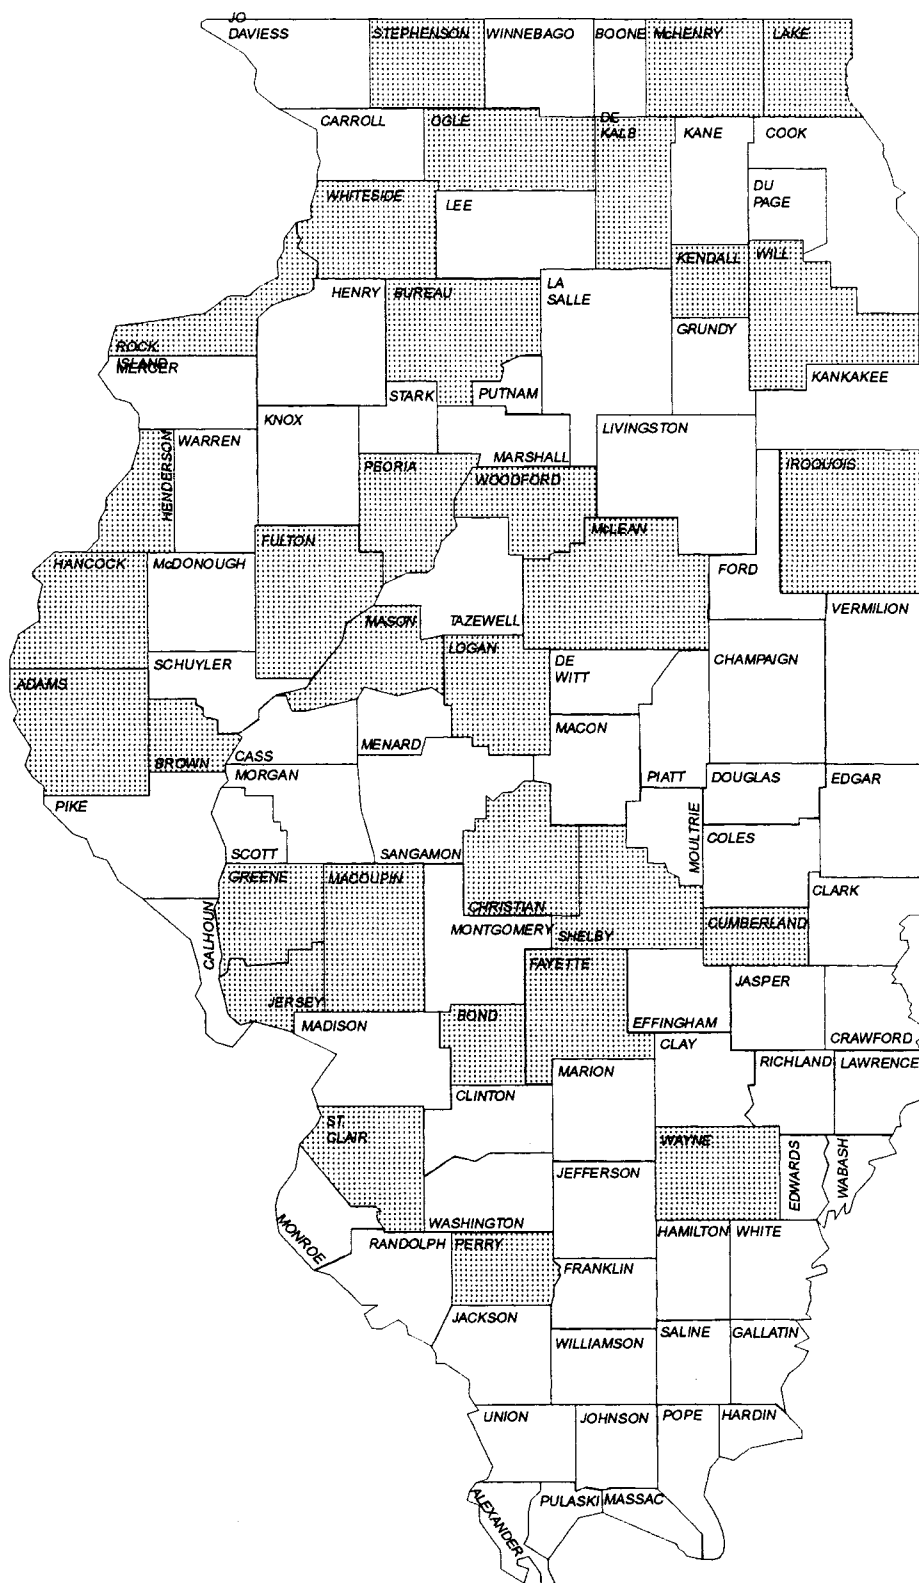 JO
DAVIESS
STEPHENSON
WINNEBAGO
BOONE
McHENRY
LAKE
CARROLL
OGLE
DE
KALB
KANE
COOK
DU
PAGE
WHITESIDE
LEE
KENDALL
WILL
HENRY
BUREAU
LA
SALLE
GRUNDY
ROCK
ISLAND
MERCER
KANKAKEE
STARK
PUTNAM
KNOX
WARREN
HENDERSON
LIVINGSTON
MARSHALL
PEORIA
WOODFORD
IROQUOIS
FULTON
McLEAN
HANCOCK
McDONOUGH
FORD
VERMILION
MASON
TAZEWELL
LOGAN
SCHUYLER
DE
WITT
CHAMPAIGN
ADAMS
BROWN
CASS
MENARD
MACON
MORGAN
PIATT
DOUGLAS
EDGAR
PIKE
MOULTRIE
SCOTT
SANGAMON
COLES
GREENE
MACOUPIN
CLARK
CHRISTIAN
CALHOUN
MONTGOMERY
SHELBY
CUMBERLAND
FAYETTE
JASPER
JERSEY
BOND
MADISON
EFFINGHAM
CLAY
CRAWFORD
MARION
RICHLAND
LAWRENCE
CLINTON
ST.
CLAIR
WAYNE
EDWARDS
WABASH
JEFFERSON
MONROE
WASHINGTON
RANDOLPH
PERRY
HAMILTON
WHITE
FRANKLIN
JACKSON
WILLIAMSON
SALINE
GALLATIN
UNION
JOHNSON
POPE
HARDIN
ALEXANDER
PULASKI
MASSAC